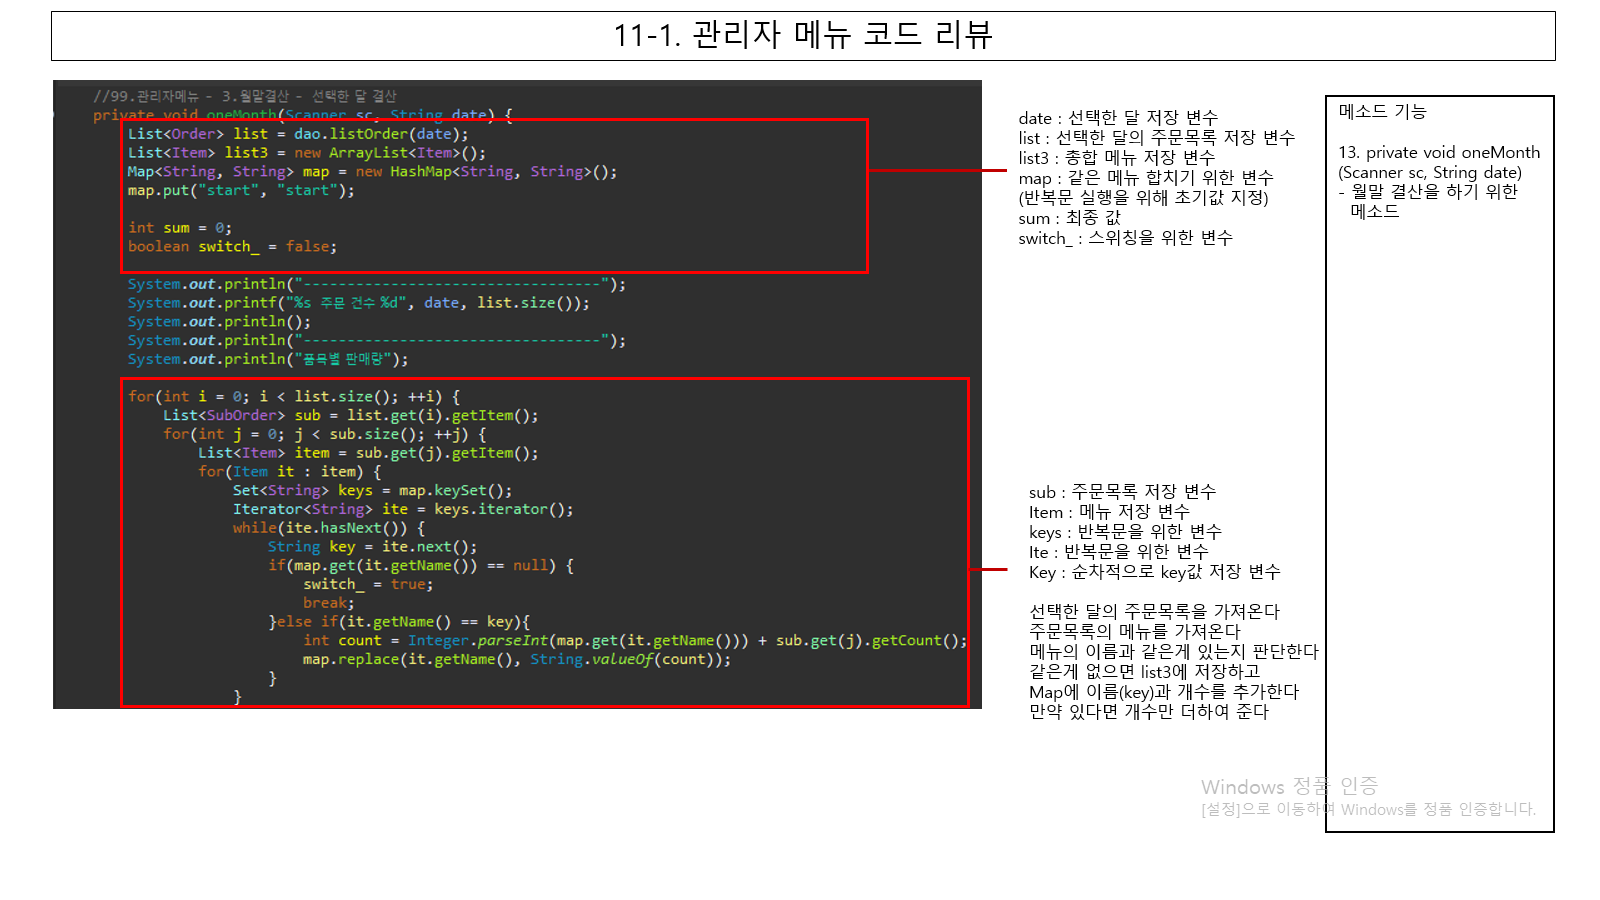 11-1. 관리자 메뉴 코드 리뷰
//99.관리자메뉴 - 3.월말결산 - 선택한 달 결산
private void oneMonth(Scanner sc, String date) {
List<Order> list = dao.listOrder(date);
List<Item> list3 = new ArrayList<Item>();
Map<String, String> map = new HashMap<String, String>();
map.put("start", "start");
int sum = 0;
boolean switch_ = false;
System.out.println("----------------------------------");
System.out.printf("%s 주문 건수 %d", date, list.size());
System.out.println();
System.out.println("----------------------------------");
System.out.println("품목별 판매량");
for(int i = 0; i < list.size(); ++i) {
List<SubOrder> sub = list.get(i).getItem();
for(int j = 0; j < sub.size(); ++j) {
List<Item> item = sub.get(j).getItem();
for(Item it : item) {
Set<String> keys = map.keySet();
Iterator<String> ite = keys.iterator();
while(ite.hasNext()) {
String key = ite.next();
if(map.get(it.getName()) == null) {
switch_ = true;
break;
}else if(it.getName() == key){
int count = Integer.parseInt(map.get(it.getName())) + sub.get(j).getCount();
map.replace(it.getName(), String.valueOf(count));
}
}
date : 선택한 달 저장 변수
list : 선택한 달의 주문목록 저장 변수
list3 : 총합 메뉴 저장 변수
map : 같은 메뉴 합치기 위한 변수
(반복문 실행을 위해 초기값 지정)
sum : 최종 값
switch_ : 스위칭을 위한 변수
sub : 주문목록 저장 변수
Item : 메뉴 저장 변수
keys : 반복문을 위한 변수
Ite : 반복문을 위한 변수
Key : 순차적으로 key값 저장 변수
선택한 달의 주문목록을 가져온다
주문목록의 메뉴를 가져온다
메뉴의 이름과 같은게 있는지 판단한다
같은게 없으면 list3에 저장하고
Map에 이름(key)과 개수를 추가한다
만약 있다면 개수만 더하여 준다
메소드 기능
13. private void oneMonth
(Scanner sc, String date)
- 월말 결산을 하기 위한
메소드
Windows 정품 인증
[설정]으로 이동하여 Windows를 정품 인증합니다.